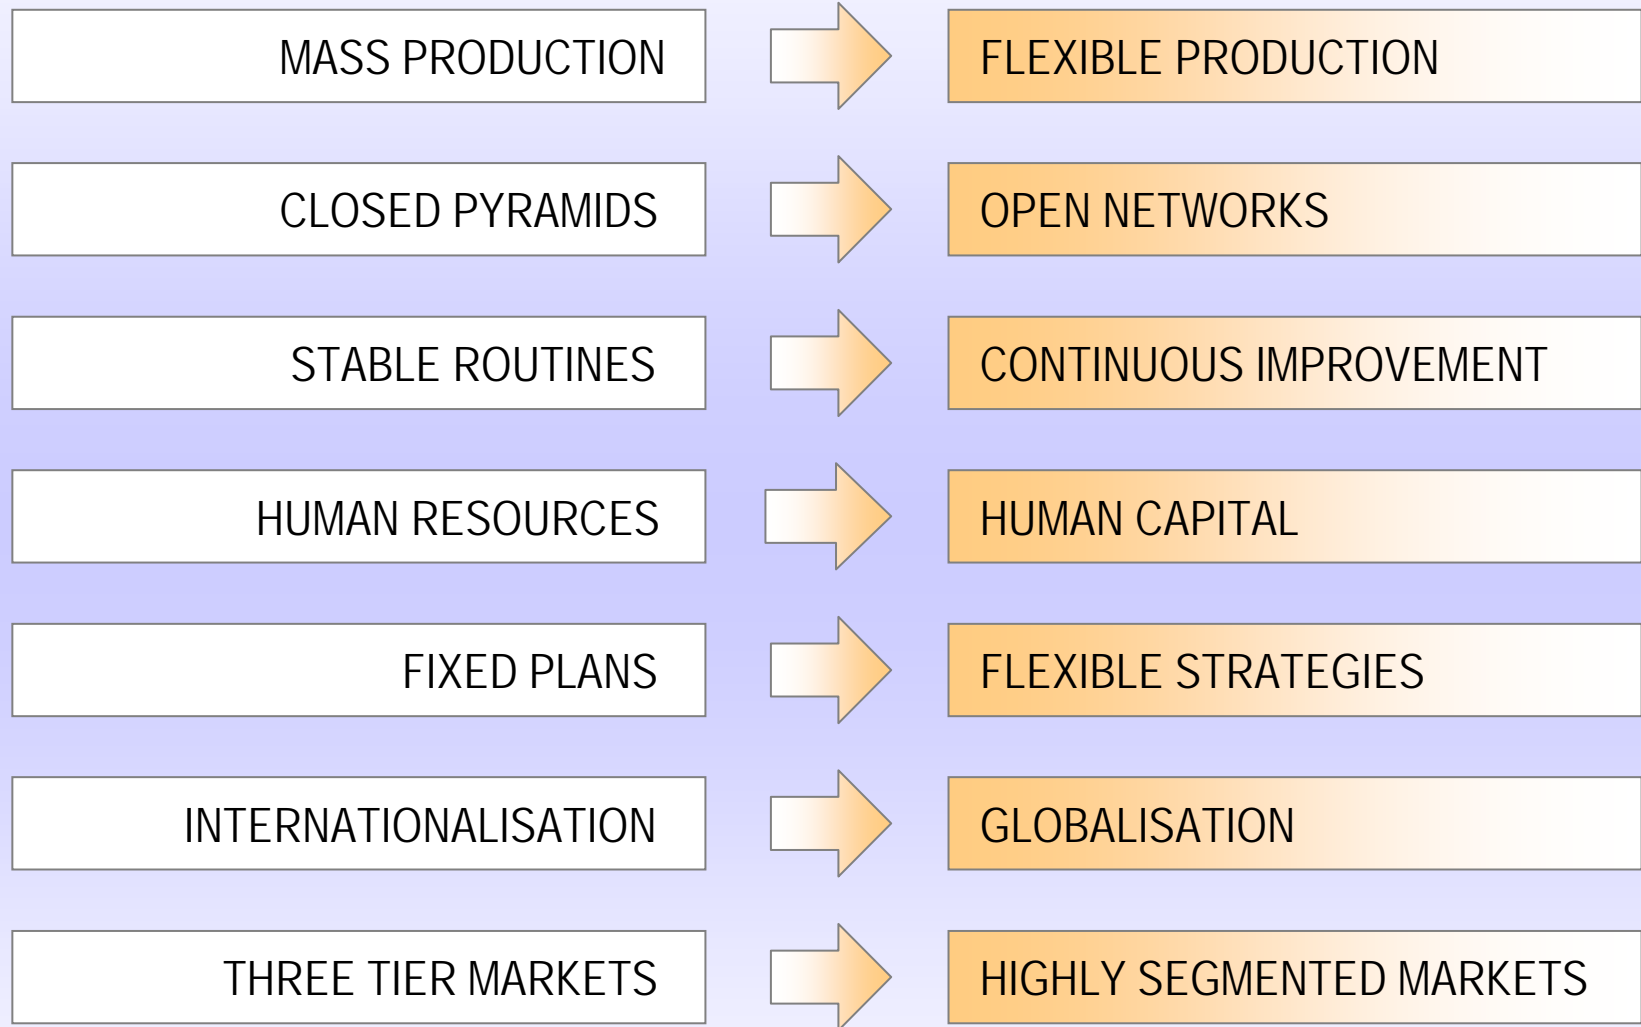 MASS PRODUCTION FLEXIBLE PRODUCTION
CLOSED PYRAMIDS OPEN NETWORKS
STABLE ROUTINES CONTINUOUS IMPROVEMENT
HUMAN RESOURCES HUMAN CAPITAL
FIXED PLANS FLEXIBLE STRATEGIES
INTERNATIONALISATION GLOBALISATION
THREE TIER MARKETS HIGHLY SEGMENTED MARKETS